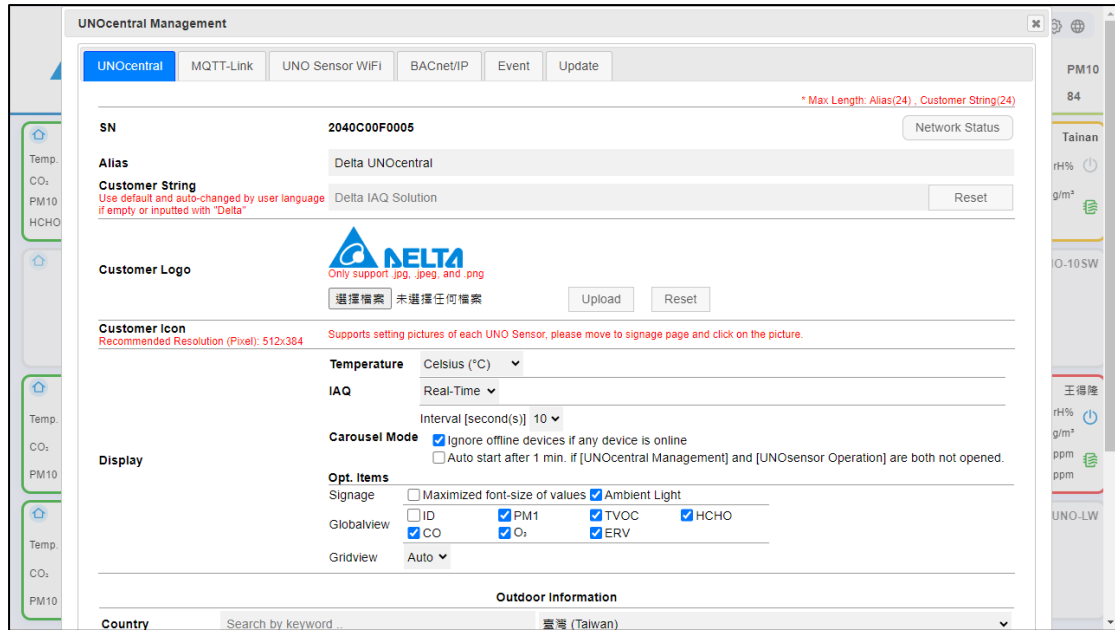 UNOcentral Management
UNOcentral MQTT-Link UNO Sensor WiFi BACnet/IP Event Update
PM10
84
* Max Length: Alias(24) , Customer String(24)
SN 2040C00F0005 Network Status
Alias Delta UNOcentral
Customer String
Use default and auto-changed by user language
if empty or inputted with "Delta"
Delta IAQ Solution Reset
Customer Logo
DELTA
Only support .jpg, .jpeg, and .png
選擇檔案 未選擇任何檔案 Upload Reset
Customer Icon
Recommended Resolution (Pixel): 512x384
Supports setting pictures of each UNO Sensor, please move to signage page and click on the picture.
Display
Temperature Celsius (°C)
IAQ Real-Time
Carousel Mode
Interval [second(s)] 10
Ignore offline devices if any device is online
Auto start after 1 min. if [UNOcentral Management] and [UNOsensor Operation] are both not opened.
Opt. Items
Signage Maximized font-size of values Ambient Light
Globalview
ID PM1 TVOC HCHO
CO O₃ ERV
Gridview Auto
Outdoor Information
Country Search by keyword .. 臺灣 (Taiwan)
Temp.
CO₂
PM10
HCHO
Temp.
CO₂
PM10
Temp.
CO₂
PM10
Tainan
rH%
g/m³
IO-10SW
王得隆
rH%
g/m³
ppm
ppm
UNO-LW